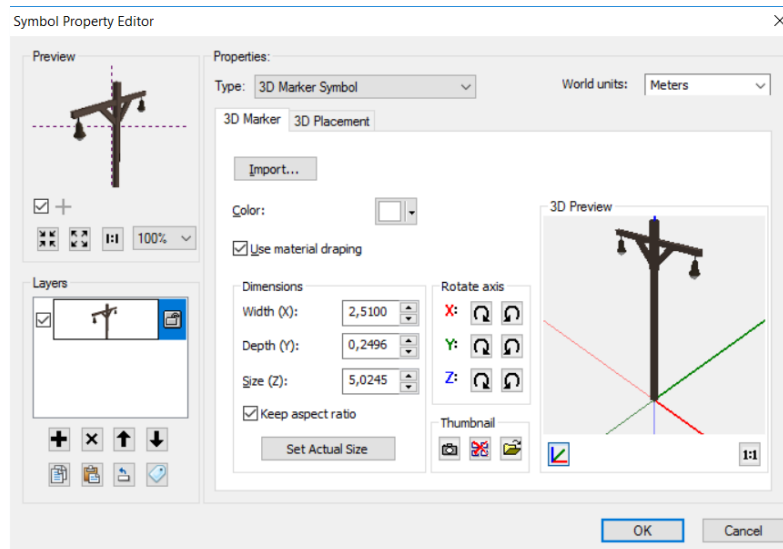 Symbol Property Editor
Preview
100%
Layers
Properties:
Type: 3D Marker Symbol
World units: Meters
3D Marker
3D Placement
Import...
Color:
Use material draping
Dimensions
Width (X): 2,5100
Depth (Y): 0,2496
Size (Z): 5,0245
Keep aspect ratio
Set Actual Size
Rotate axis
X:
Y:
Z:
Thumbnail
3D Preview
1:1
1:1
OK
Cancel